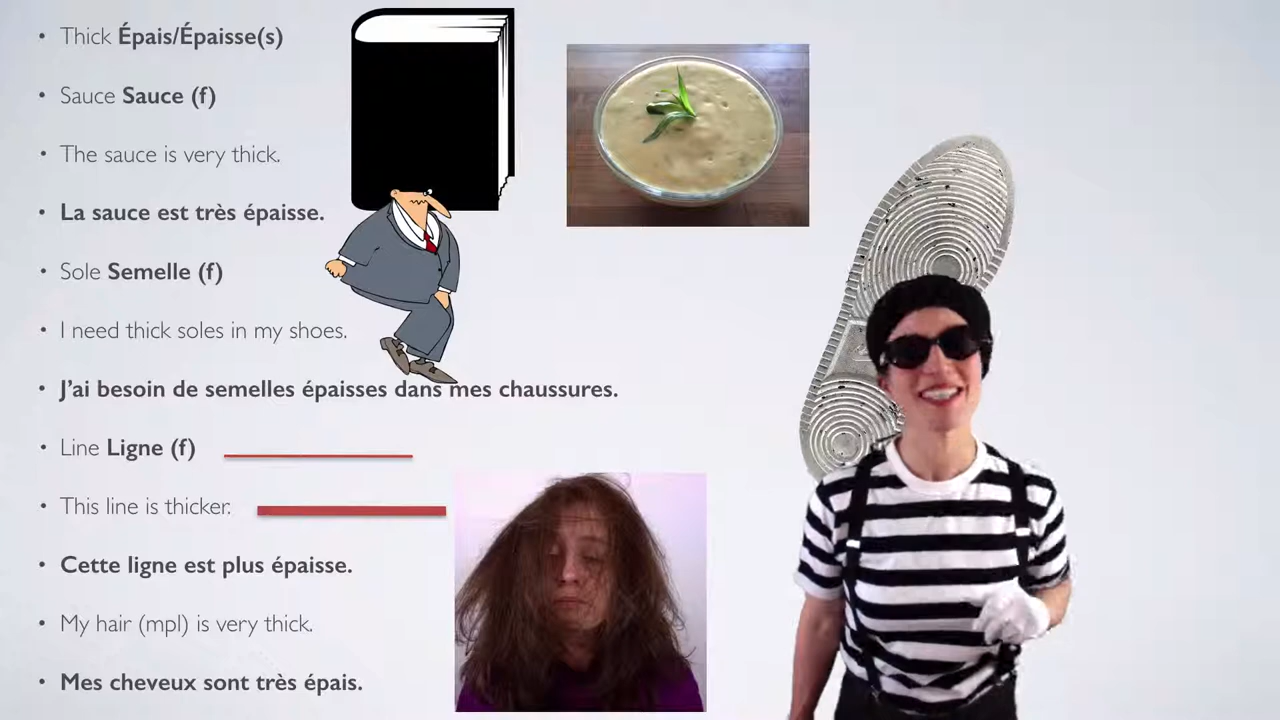 • Thick Épais/Épaisse(s)
• Sauce Sauce (f)
• The sauce is very thick.
• La sauce est très épaisse.
• Sole Semelle (f)
• I need thick soles in my shoes.
• J’ai besoin de semelles épaisses dans mes chaussures.
• Line Ligne (f)
• This line is thicker.
• Cette ligne est plus épaisse.
• My hair (mpl) is very thick.
• Mes cheveux sont très épais.